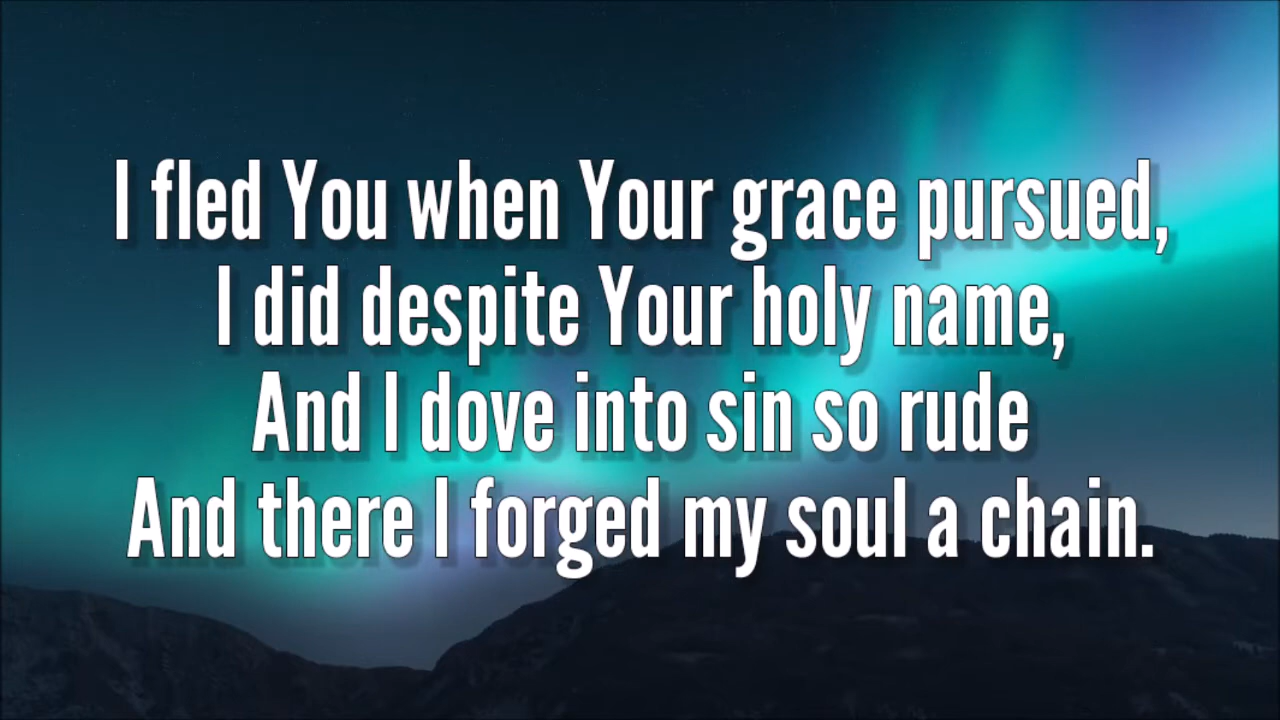 I fled You when Your grace pursued,
I did despite Your holy name,
And I dove into sin so rude
And there I forged my soul a chain.